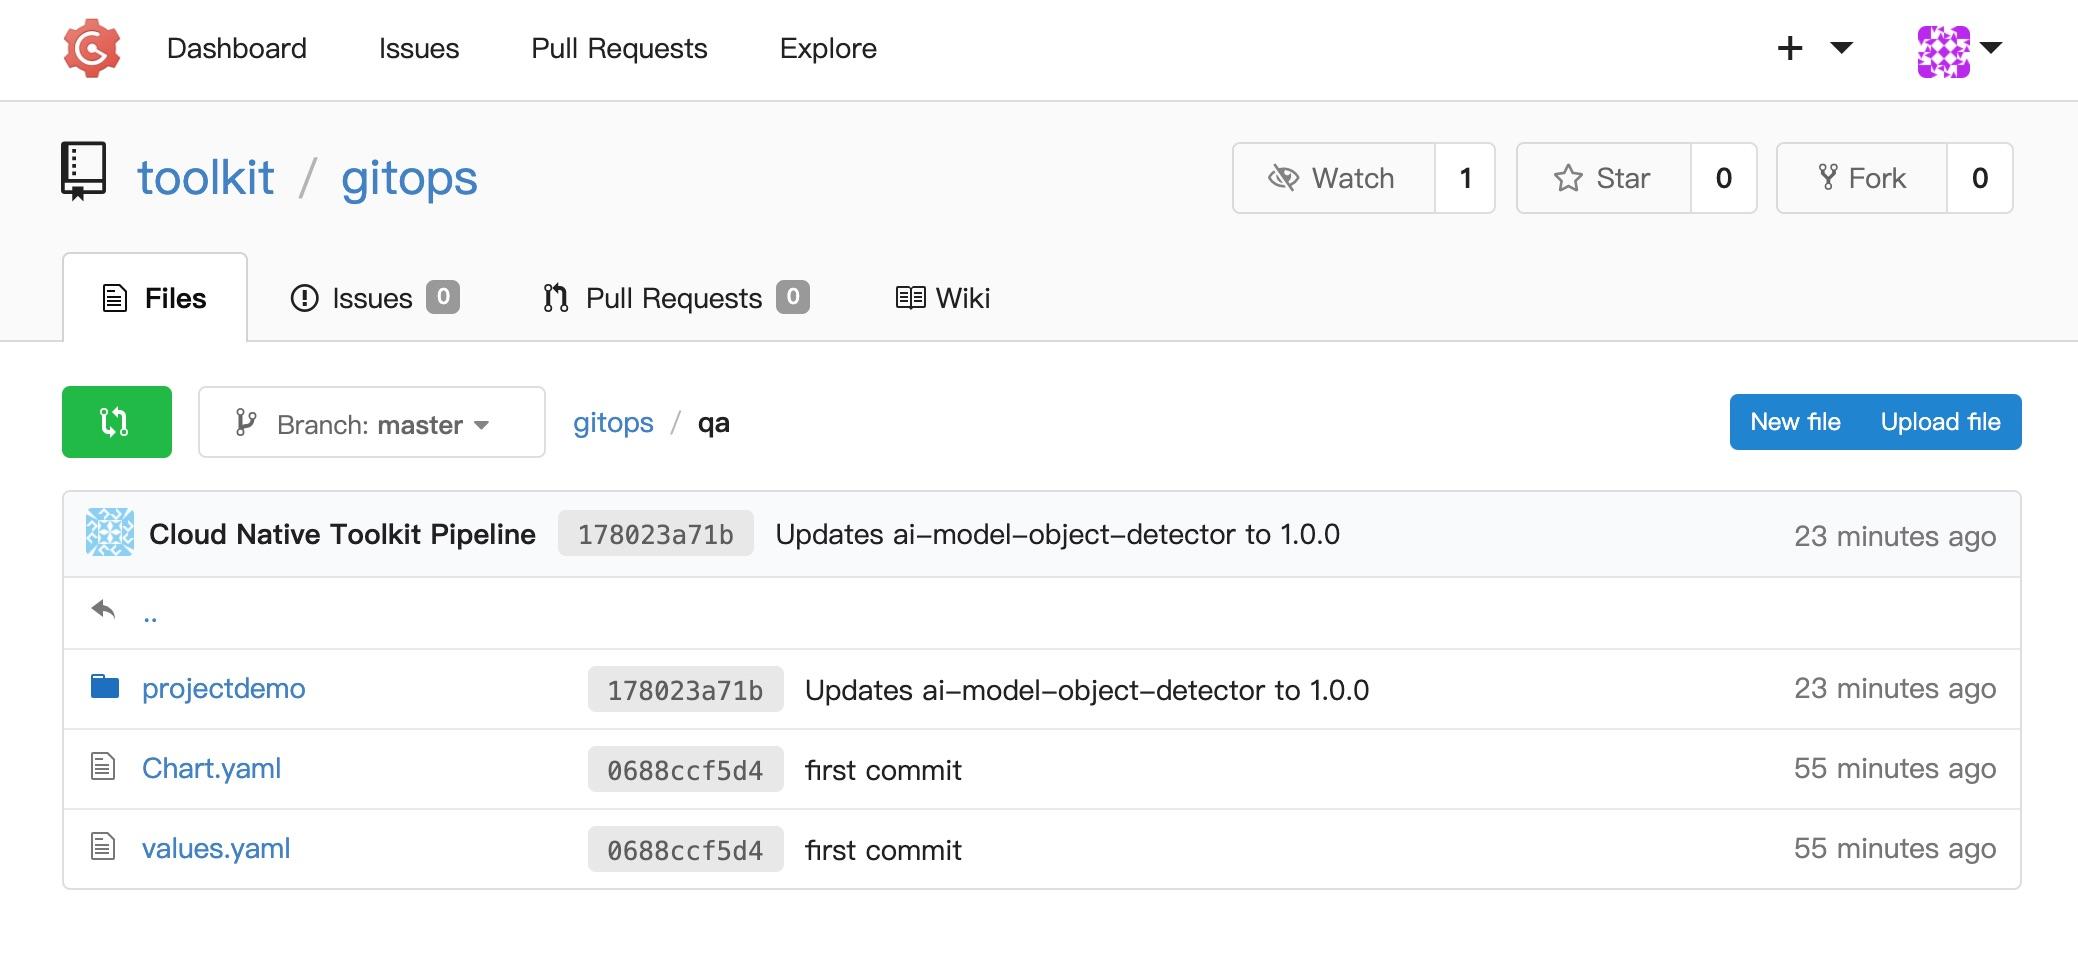 Dashboard Issues Pull Requests Explore
toolkit / gitops Watch 1 Star 0 Fork 0
Files Issues 0 Pull Requests 0 Wiki
Branch: master gitops / qa New file Upload file
Cloud Native Toolkit Pipeline 178023a71b Updates ai-model-object-detector to 1.0.0 23 minutes ago
..
projectdemo 178023a71b Updates ai-model-object-detector to 1.0.0 23 minutes ago
Chart.yaml 0688ccf5d4 first commit 55 minutes ago
values.yaml 0688ccf5d4 first commit 55 minutes ago